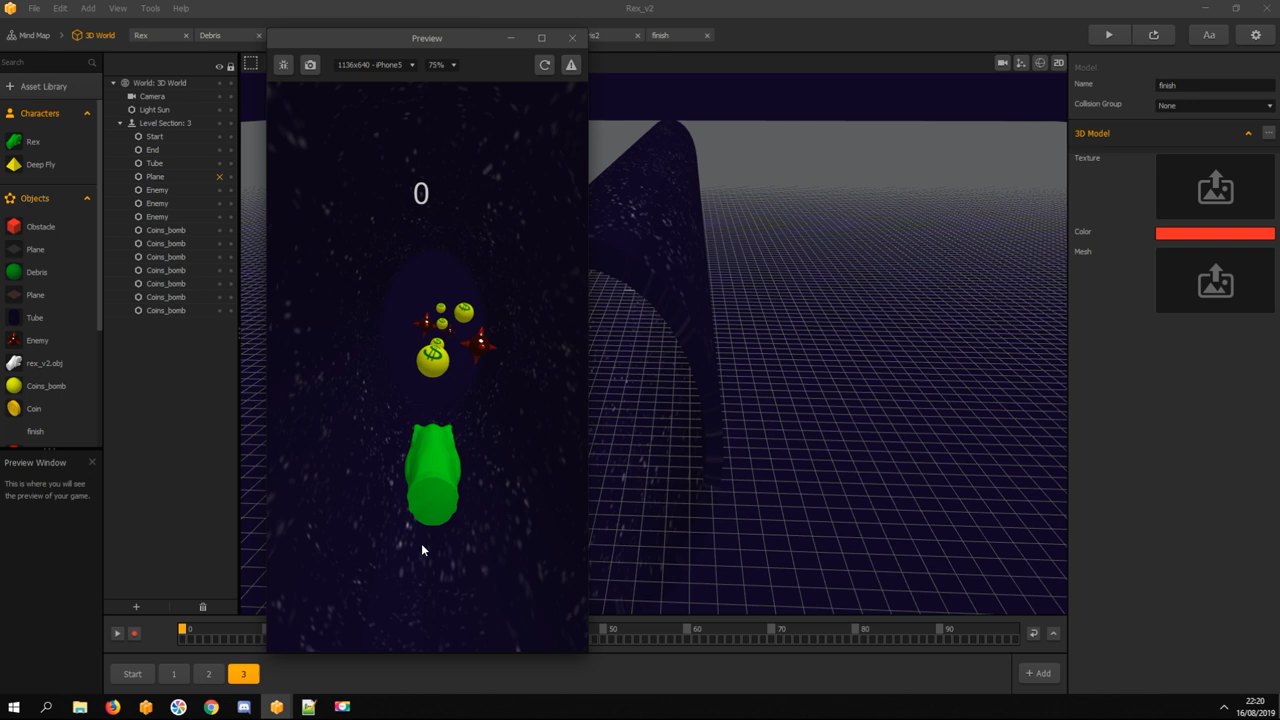 File Edit Add View Tools Help
Rex_v2
Mind Map
3D World
Rex
Debris
finish
Aa
Preview
1136x640 - iPhone5
75%
2D
Search
Asset Library
Characters
Rex
Deep Fly
Objects
Obstacle
Plane
Debris
Plane
Tube
Enemy
rex_v2.obj
Coins_bomb
Coin
finish
Preview Window
This is where you will see
the preview of your game.
World: 3D World
Camera
Light Sun
Level Section: 3
Start
End
Tube
Plane
Enemy
Enemy
Enemy
Coins_bomb
Coins_bomb
Coins_bomb
Coins_bomb
Coins_bomb
Coins_bomb
Coins_bomb
0
$
$
Model
Name
finish
Collision Group
None
3D Model
Texture
Color
Mesh
0
50
60
70
80
90
Start
1
2
3
+ Add
22:20
16/08/2019